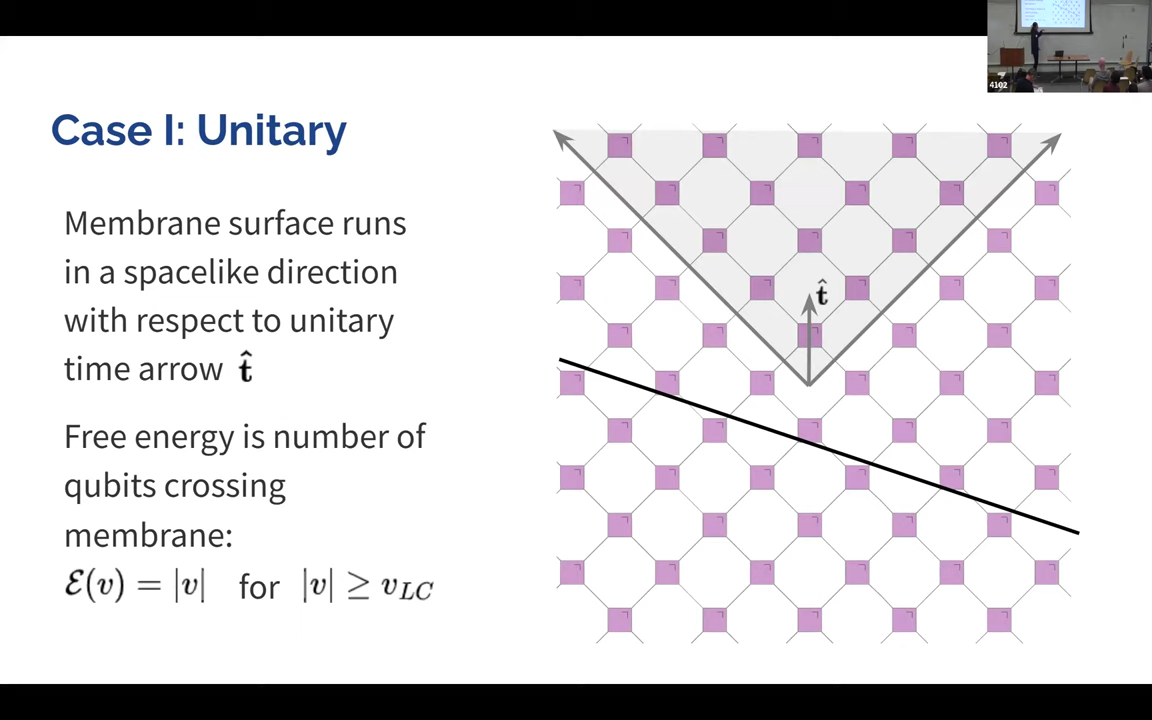 4102
Case I: Unitary
Membrane surface runs
in a spacelike direction
with respect to unitary
time arrow t̂
Free energy is number of
qubits crossing
membrane:
ℰ(v) = |v| for |v| ≥ v_LC
t̂